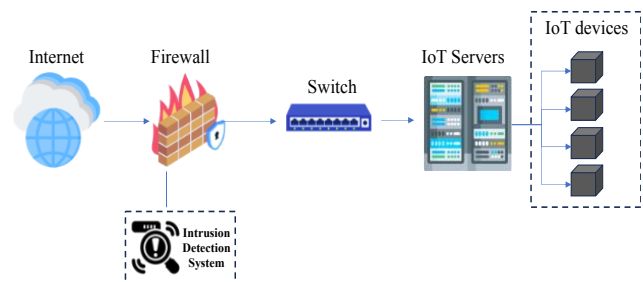 Internet
Firewall
Switch
IoT Servers
IoT devices
Intrusion
Detection
System